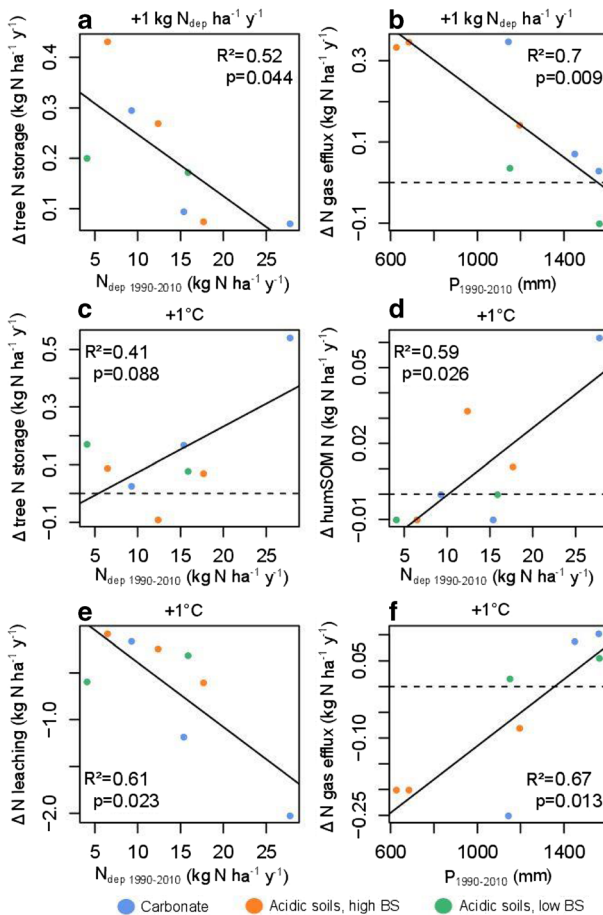 a +1 kg N_dep ha⁻¹ y⁻¹
R²=0.52
p=0.044
Δ tree N storage (kg N ha⁻¹ y⁻¹)
0.4
0.3
0.2
0.1
5 10 15 20 25
N_dep 1990-2010 (kg N ha⁻¹ y⁻¹)
b +1 kg N_dep ha⁻¹ y⁻¹
R²=0.7
p=0.009
Δ N gas efflux (kg N ha⁻¹ y⁻¹)
0.3
0.1
−0.1
600 1000 1400
P_1990-2010 (mm)
c +1°C
R²=0.41
p=0.088
Δ tree N storage (kg N ha⁻¹ y⁻¹)
0.5
0.3
0.1
−0.1
5 10 15 20 25
N_dep 1990-2010 (kg N ha⁻¹ y⁻¹)
d +1°C
R²=0.59
p=0.026
Δ humSOM N (kg N ha⁻¹ y⁻¹)
0.05
0.02
−0.01
5 10 15 20 25
N_dep 1990-2010 (kg N ha⁻¹ y⁻¹)
e +1°C
Δ N leaching (kg N ha⁻¹ y⁻¹)
−1.0
−2.0
R²=0.61
p=0.023
5 10 15 20 25
N_dep 1990-2010 (kg N ha⁻¹ y⁻¹)
f +1°C
Δ N gas efflux (kg N ha⁻¹ y⁻¹)
0.05
−0.10
−0.25
R²=0.67
p=0.013
600 1000 1400
P_1990-2010 (mm)
Carbonate Acidic soils, high BS Acidic soils, low BS